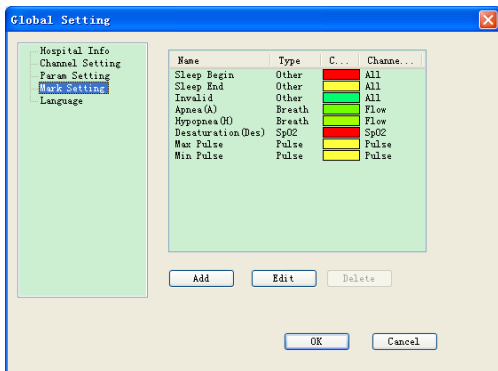 Global Setting
Hospital Info
Channel Setting
Param Setting
Mark Setting
Language
Name Type C... Channe...
Sleep Begin Other All
Sleep End Other All
Invalid Other All
Apnea(A) Breath Flow
Hypopnea(H) Breath Flow
Desaturation(Des) SpO2 SpO2
Max Pulse Pulse Pulse
Min Pulse Pulse Pulse
Add Edit Delete
OK Cancel